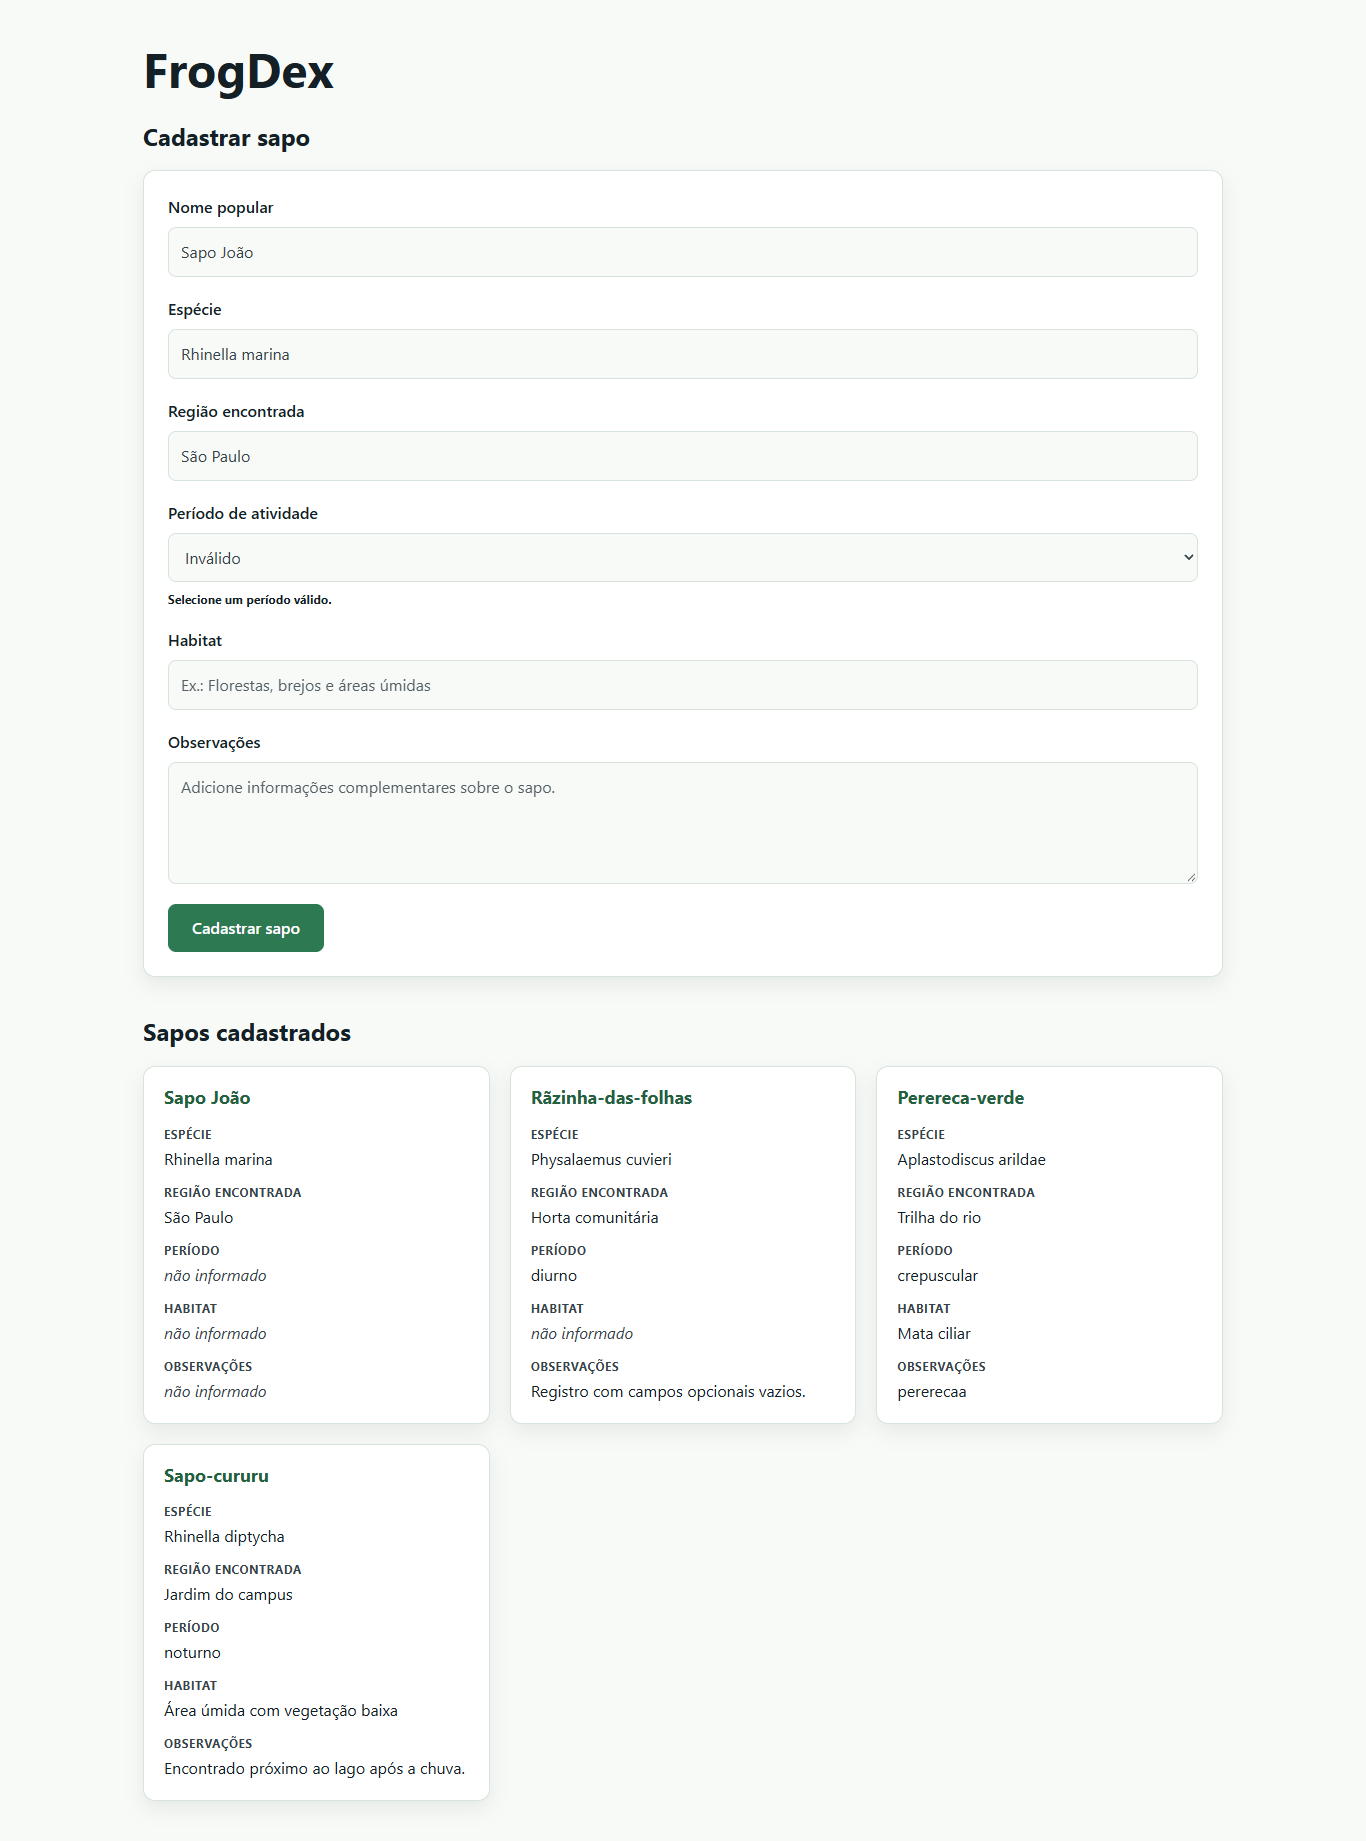 FrogDex
Cadastrar sapo
Nome popular
Sapo João
Espécie
Rhinella marina
Região encontrada
São Paulo
Período de atividade
Inválido
Selecione um período válido.
Habitat
Ex.: Florestas, brejos e áreas úmidas
Observações
Adicione informações complementares sobre o sapo.
Cadastrar sapo
Sapos cadastrados
Sapo João
ESPÉCIE
Rhinella marina
REGIÃO ENCONTRADA
São Paulo
PERÍODO
não informado
HABITAT
não informado
OBSERVAÇÕES
não informado
Rãzinha-das-folhas
ESPÉCIE
Physalaemus cuvieri
REGIÃO ENCONTRADA
Horta comunitária
PERÍODO
diurno
HABITAT
não informado
OBSERVAÇÕES
Registro com campos opcionais vazios.
Perereca-verde
ESPÉCIE
Aplastodiscus arildae
REGIÃO ENCONTRADA
Trilha do rio
PERÍODO
crepuscular
HABITAT
Mata ciliar
OBSERVAÇÕES
pererecaa
Sapo-cururu
ESPÉCIE
Rhinella diptycha
REGIÃO ENCONTRADA
Jardim do campus
PERÍODO
noturno
HABITAT
Área úmida com vegetação baixa
OBSERVAÇÕES
Encontrado próximo ao lago após a chuva.